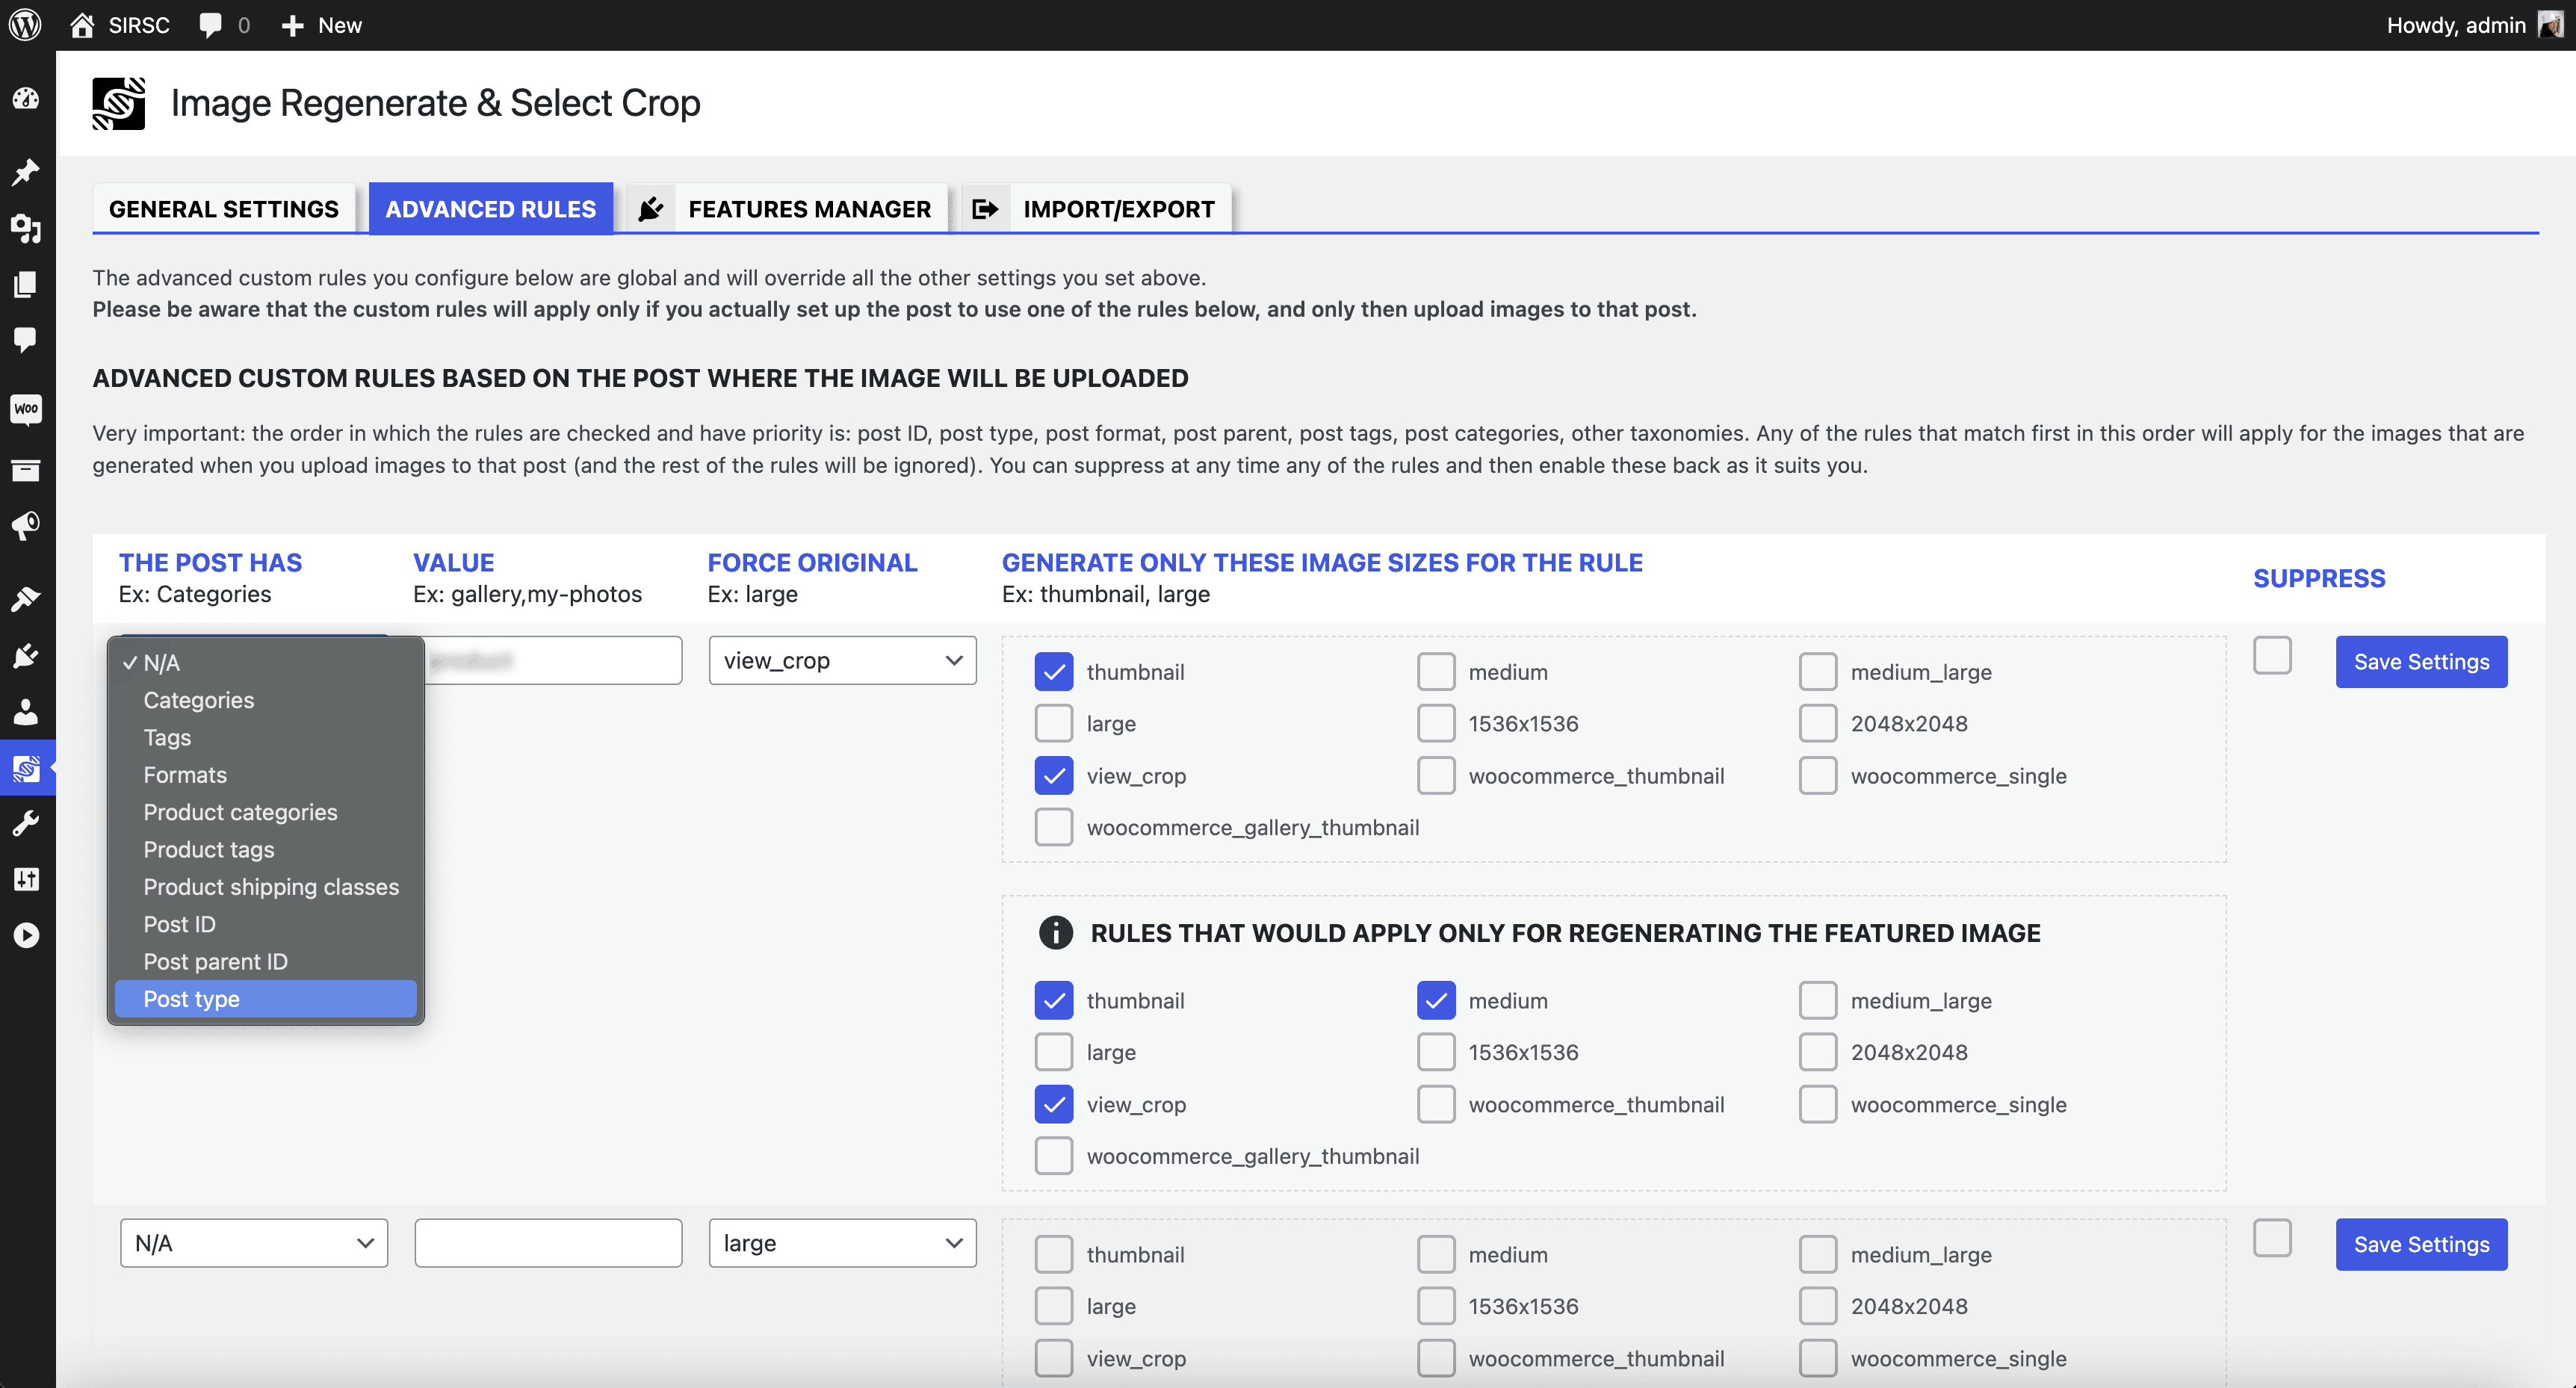 SIRSC 0 New Howdy, admin
Image Regenerate & Select Crop
GENERAL SETTINGS ADVANCED RULES FEATURES MANAGER IMPORT/EXPORT
The advanced custom rules you configure below are global and will override all the other settings you set above.
Please be aware that the custom rules will apply only if you actually set up the post to use one of the rules below, and only then upload images to that post.
ADVANCED CUSTOM RULES BASED ON THE POST WHERE THE IMAGE WILL BE UPLOADED
Very important: the order in which the rules are checked and have priority is: post ID, post type, post format, post parent, post tags, post categories, other taxonomies. Any of the rules that match first in this order will apply for the images that are
generated when you upload images to that post (and the rest of the rules will be ignored). You can suppress at any time any of the rules and then enable these back as it suits you.
THE POST HAS VALUE FORCE ORIGINAL GENERATE ONLY THESE IMAGE SIZES FOR THE RULE SUPPRESS
Ex: Categories Ex: gallery,my-photos Ex: large Ex: thumbnail, large
N/A
Categories
Tags
Formats
Product categories
Product tags
Product shipping classes
Post ID
Post parent ID
Post type
view_crop
thumbnail medium medium_large
large 1536x1536 2048x2048
view_crop woocommerce_thumbnail woocommerce_single
woocommerce_gallery_thumbnail
Save Settings
RULES THAT WOULD APPLY ONLY FOR REGENERATING THE FEATURED IMAGE
thumbnail medium medium_large
large 1536x1536 2048x2048
view_crop woocommerce_thumbnail woocommerce_single
woocommerce_gallery_thumbnail
N/A large
thumbnail medium medium_large
large 1536x1536 2048x2048
view_crop woocommerce_thumbnail woocommerce_single
Save Settings
Woo